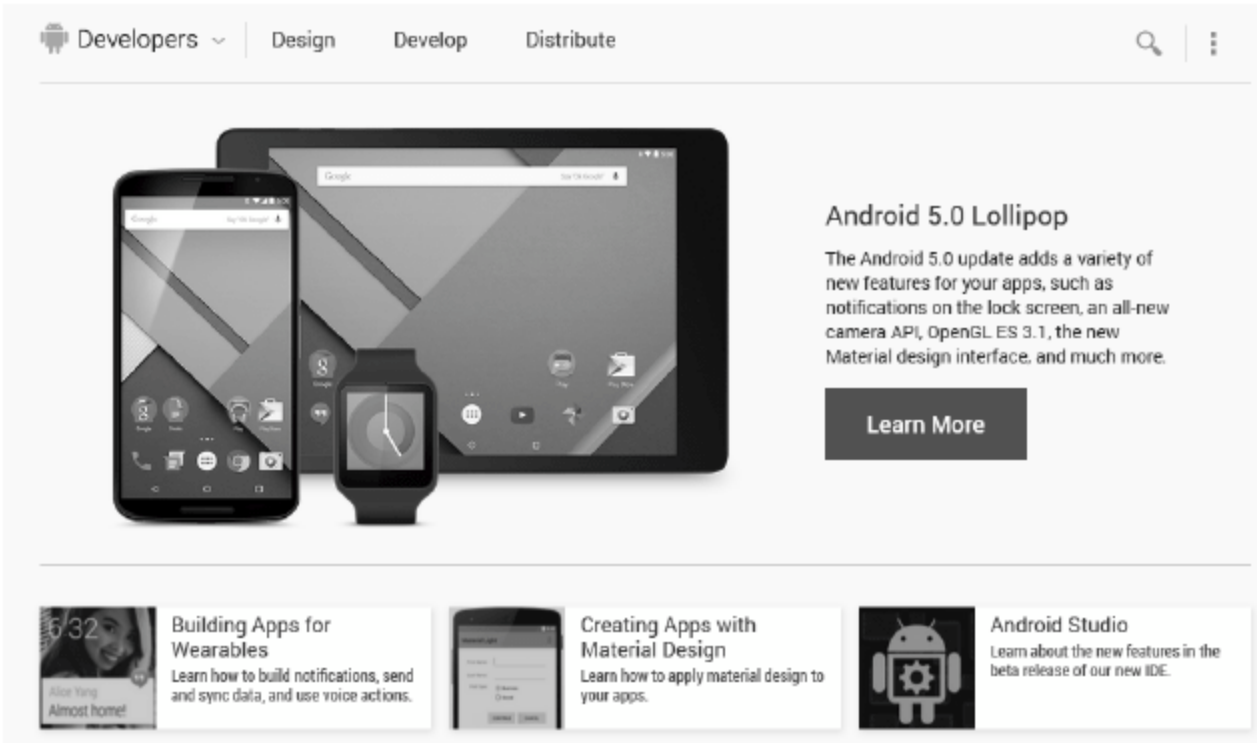 Developers
Design
Develop
Distribute
Google
Google
Android 5.0 Lollipop
The Android 5.0 update adds a variety of
new features for your apps, such as
notifications on the lock screen, an all-new
camera API, OpenGL ES 3.1, the new
Material design interface, and much more.
Learn More
6:32
Alice Yang
Almost home!
Building Apps for
Wearables
Learn how to build notifications, send
and sync data, and use voice actions.
Creating Apps with
Material Design
Learn how to apply material design to
your apps.
Android Studio
Learn about the new features in the
beta release of our new IDE.